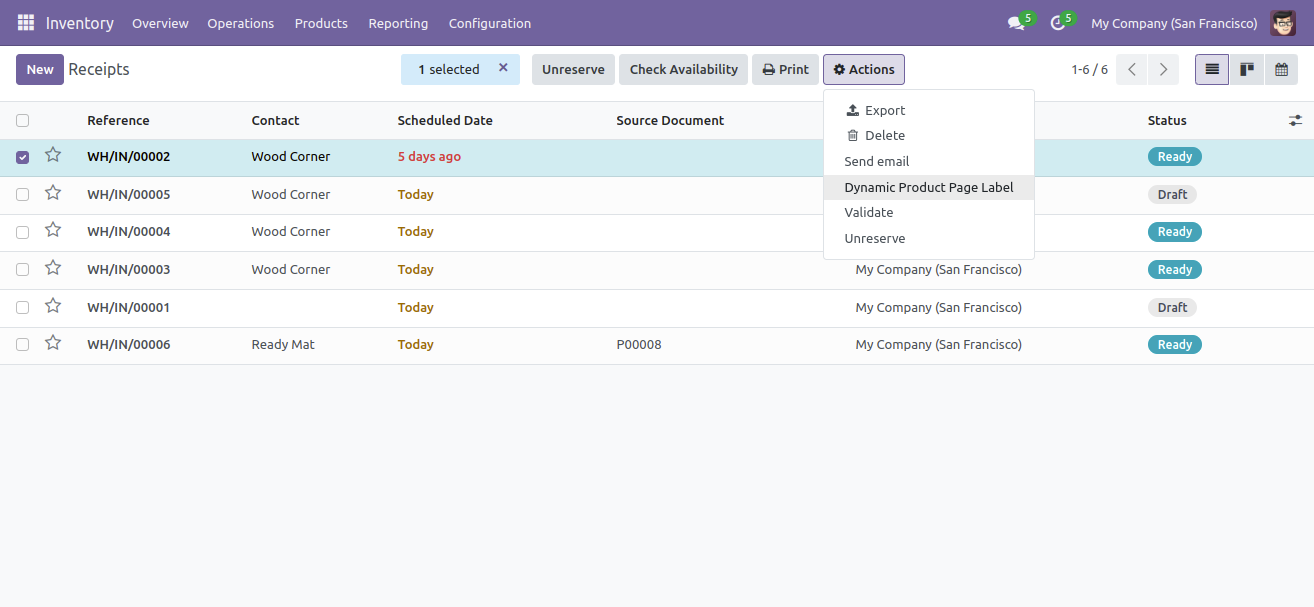 Inventory Overview Operations Products Reporting Configuration 5 5 My Company (San Francisco)
New Receipts 1 selected × Unreserve Check Availability Print Actions 1-6 / 6
Export
Delete
Send email
Dynamic Product Page Label
Validate
Unreserve
Reference Contact Scheduled Date Source Document Status
WH/IN/00002 Wood Corner 5 days ago Ready
WH/IN/00005 Wood Corner Today Draft
WH/IN/00004 Wood Corner Today Ready
WH/IN/00003 Wood Corner Today My Company (San Francisco) Ready
WH/IN/00001 Today My Company (San Francisco) Draft
WH/IN/00006 Ready Mat Today P00008 My Company (San Francisco) Ready